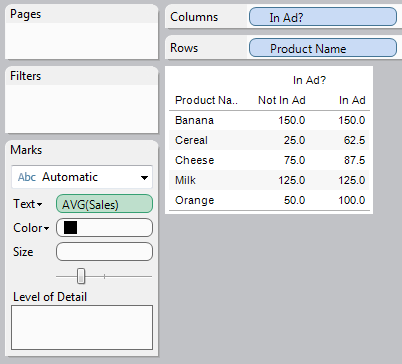 Pages
Columns In Ad?
Rows Product Name
Filters
In Ad?
Product Na.. Not In Ad In Ad
Banana 150.0 150.0
Cereal 25.0 62.5
Cheese 75.0 87.5
Milk 125.0 125.0
Orange 50.0 100.0
Marks
Abc Automatic
Text AVG(Sales)
Color
Size
Level of Detail